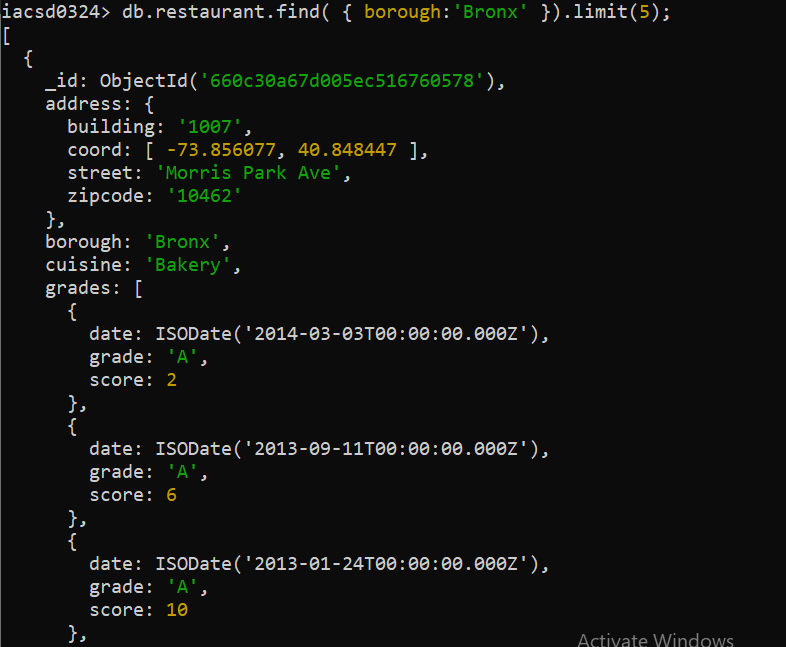 iacsd0324> db.restaurant.find( { borough:'Bronx' }).limit(5);
[
  {
    _id: ObjectId('660c30a67d005ec516760578'),
    address: {
      building: '1007',
      coord: [ -73.856077, 40.848447 ],
      street: 'Morris Park Ave',
      zipcode: '10462'
    },
    borough: 'Bronx',
    cuisine: 'Bakery',
    grades: [
      {
        date: ISODate('2014-03-03T00:00:00.000Z'),
        grade: 'A',
        score: 2
      },
      {
        date: ISODate('2013-09-11T00:00:00.000Z'),
        grade: 'A',
        score: 6
      },
      {
        date: ISODate('2013-01-24T00:00:00.000Z'),
        grade: 'A',
        score: 10
      },
Activate Windows